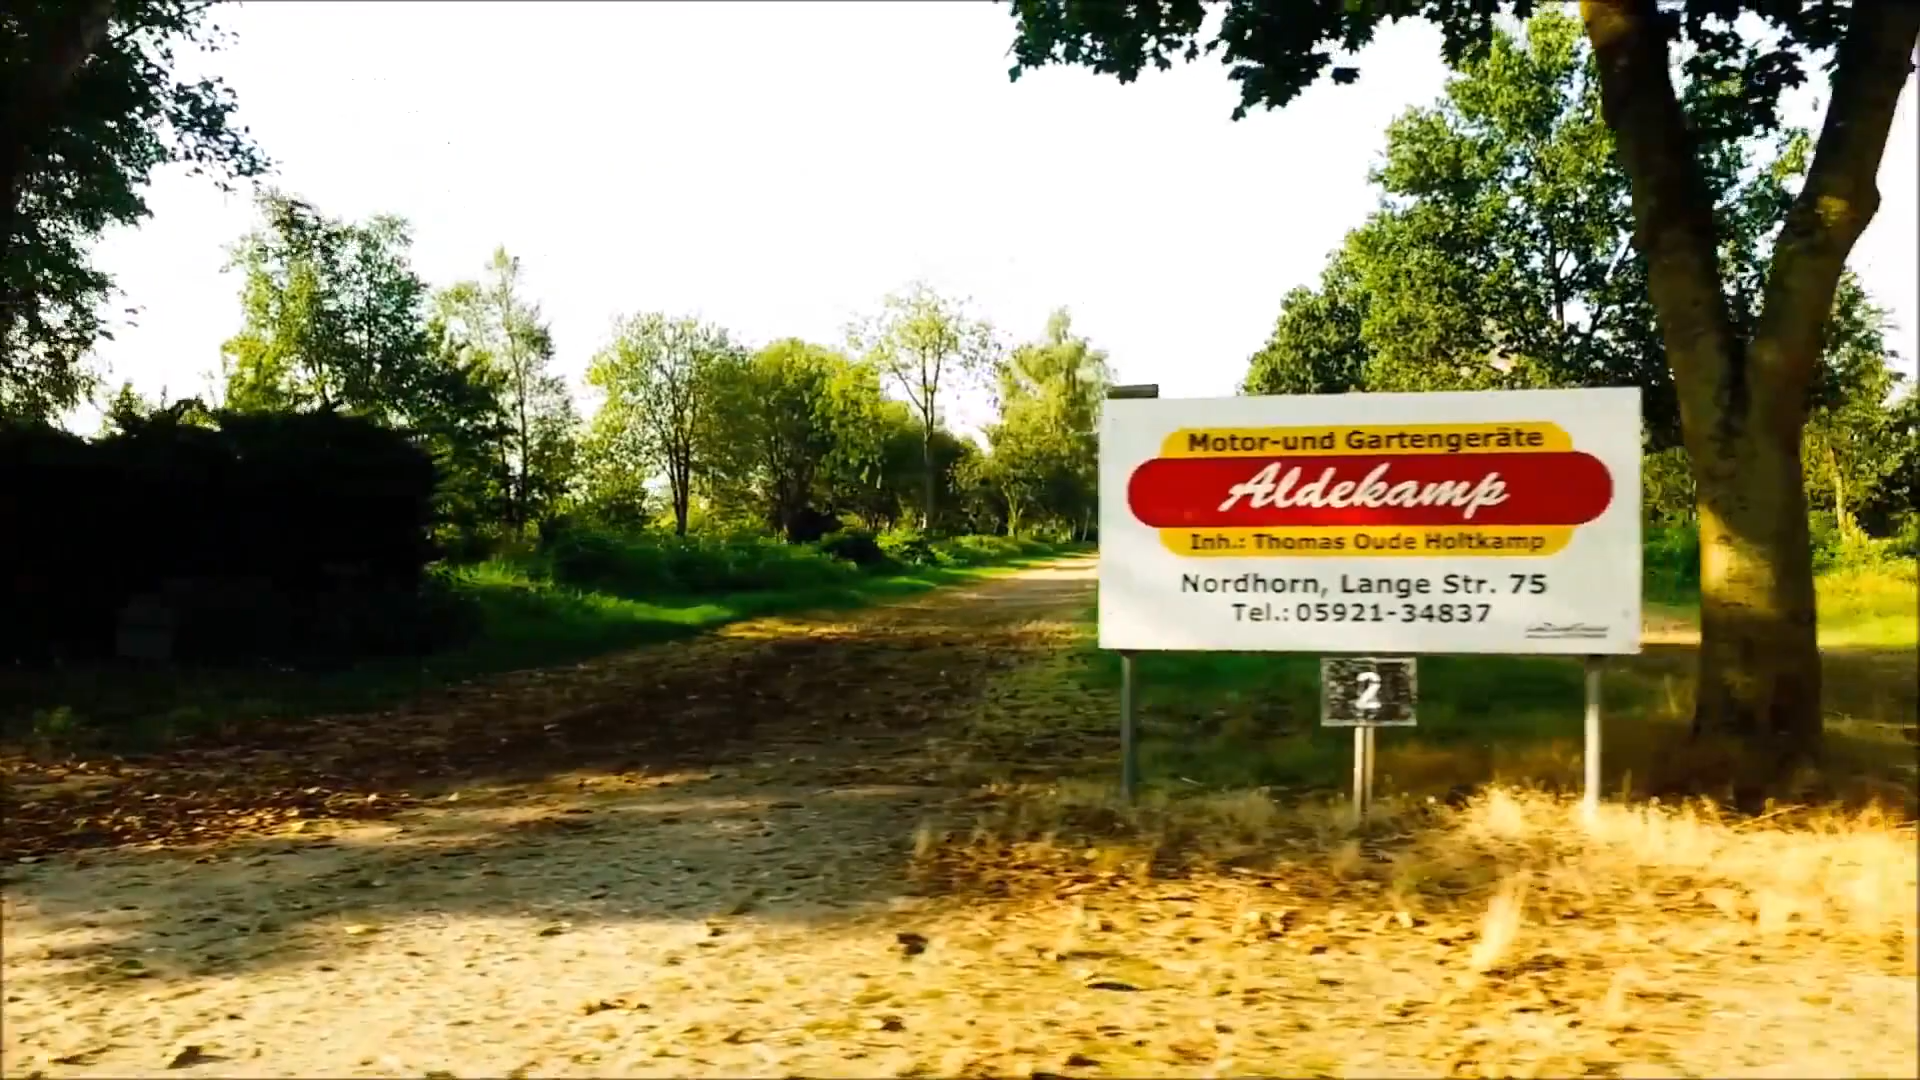 Motor-und Gartengeräte
Aldekamp
Inh.: Thomas Oude Holtkamp
Nordhorn, Lange Str. 75
Tel.: 05921-34837
2